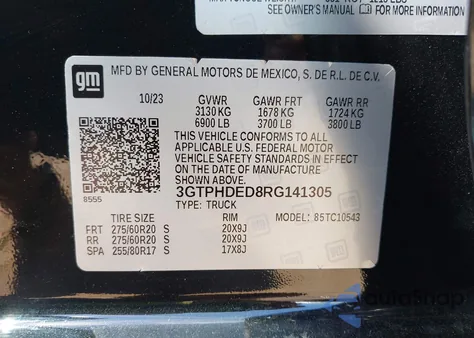 SEE OWNER'S MANUAL FOR MORE INFORMATION
gm
MFD BY GENERAL MOTORS DE MEXICO, S. DE R.L. DE C.V.
10/23 GVWR GAWR FRT GAWR RR
3130 KG 1678 KG 1724 KG
6900 LB 3700 LB 3800 LB
THIS VEHICLE CONFORMS TO ALL
APPLICABLE U.S. FEDERAL MOTOR
VEHICLE SAFETY STANDARDS IN EFFECT
ON THE DATE OF MANUFACTURE
SHOWN ABOVE.
8555 3GTPHDED8RG141305
TYPE: TRUCK MODEL: 85TC10543
TIRE SIZE RIM
FRT 275/60R20 S 20X9J
RR 275/60R20 S 20X9J
SPA 255/80R17 S 17X8J
AutoSnap